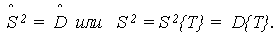 Ŝ² = D̂ или S² = S²{T} = D{T}.